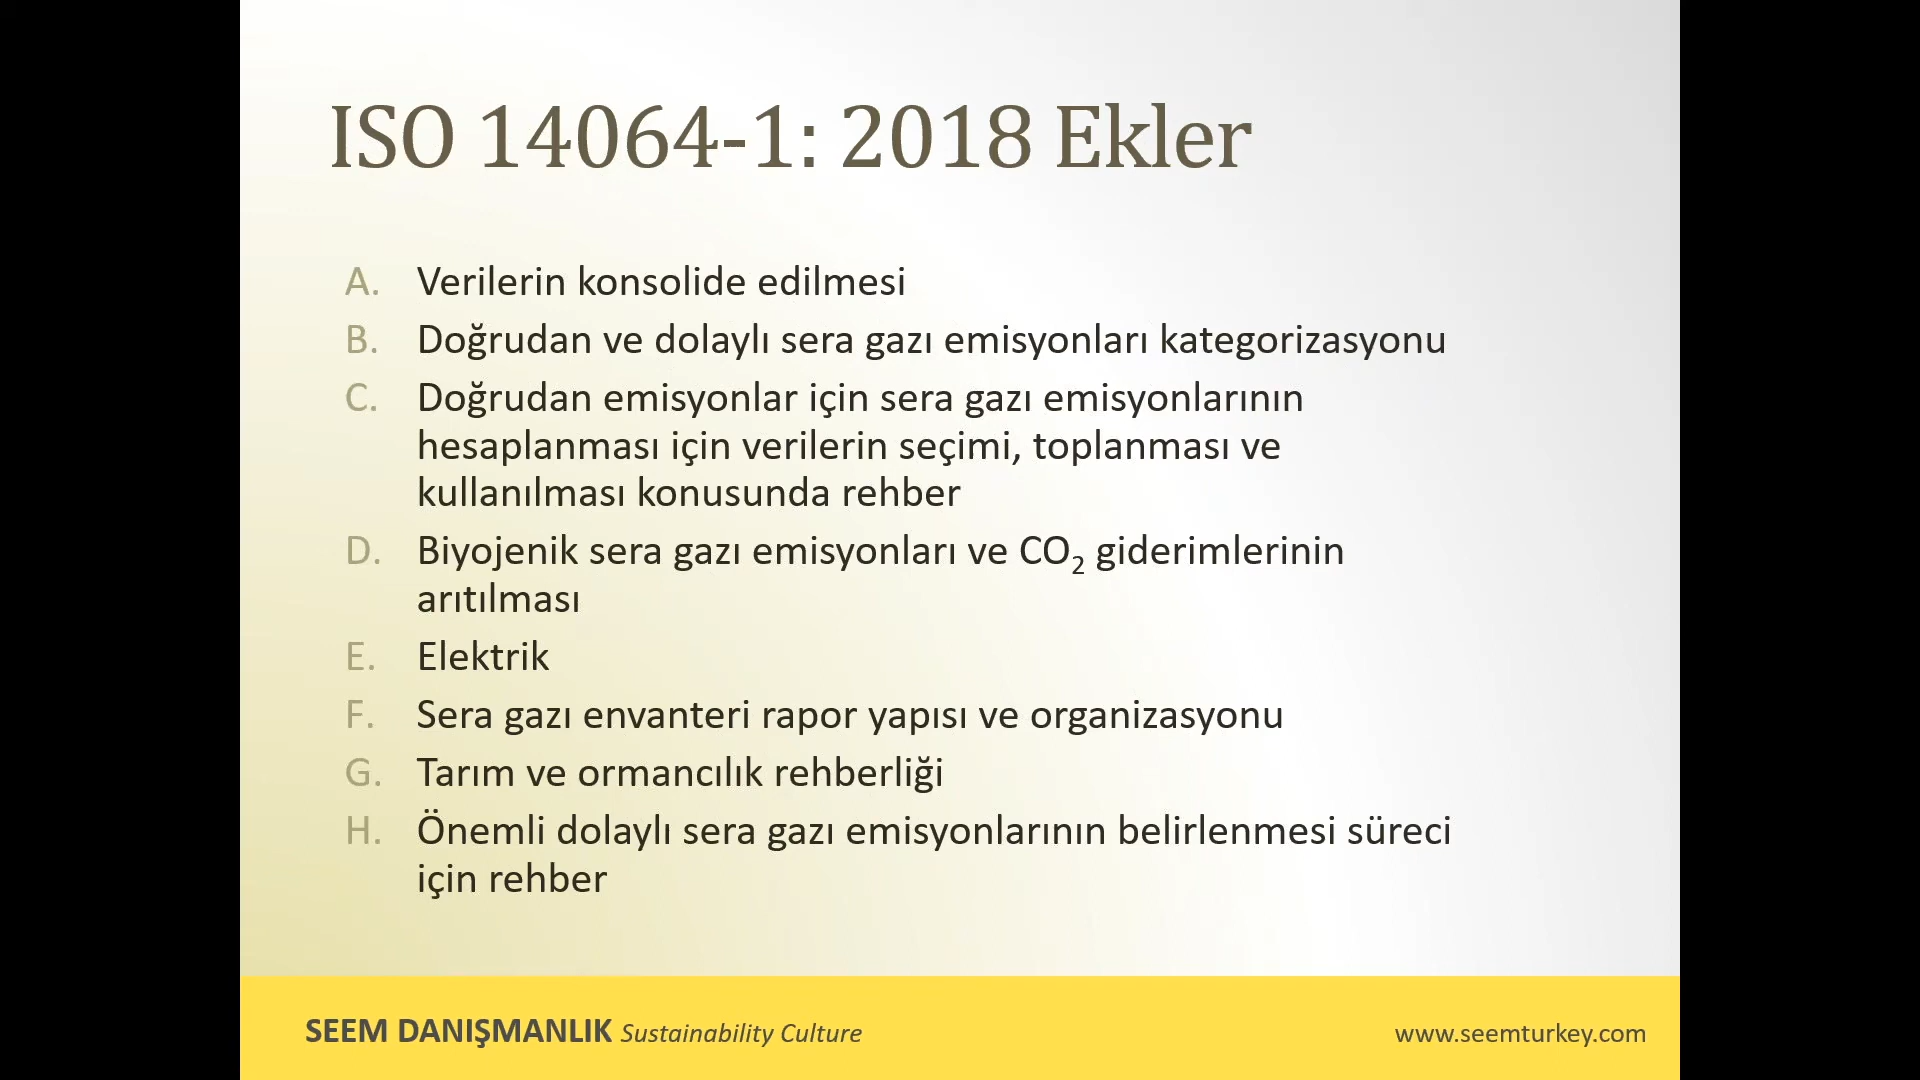 ISO 14064-1: 2018 Ekler
A. Verilerin konsolide edilmesi
B. Doğrudan ve dolaylı sera gazı emisyonları kategorizasyonu
C. Doğrudan emisyonlar için sera gazı emisyonlarının
hesaplanması için verilerin seçimi, toplanması ve
kullanılması konusunda rehber
D. Biyojenik sera gazı emisyonları ve CO₂ giderimlerinin
arıtılması
E. Elektrik
F. Sera gazı envanteri rapor yapısı ve organizasyonu
G. Tarım ve ormancılık rehberliği
H. Önemli dolaylı sera gazı emisyonlarının belirlenmesi süreci
için rehber
SEEM DANIŞMANLIK Sustainability Culture
www.seemturkey.com